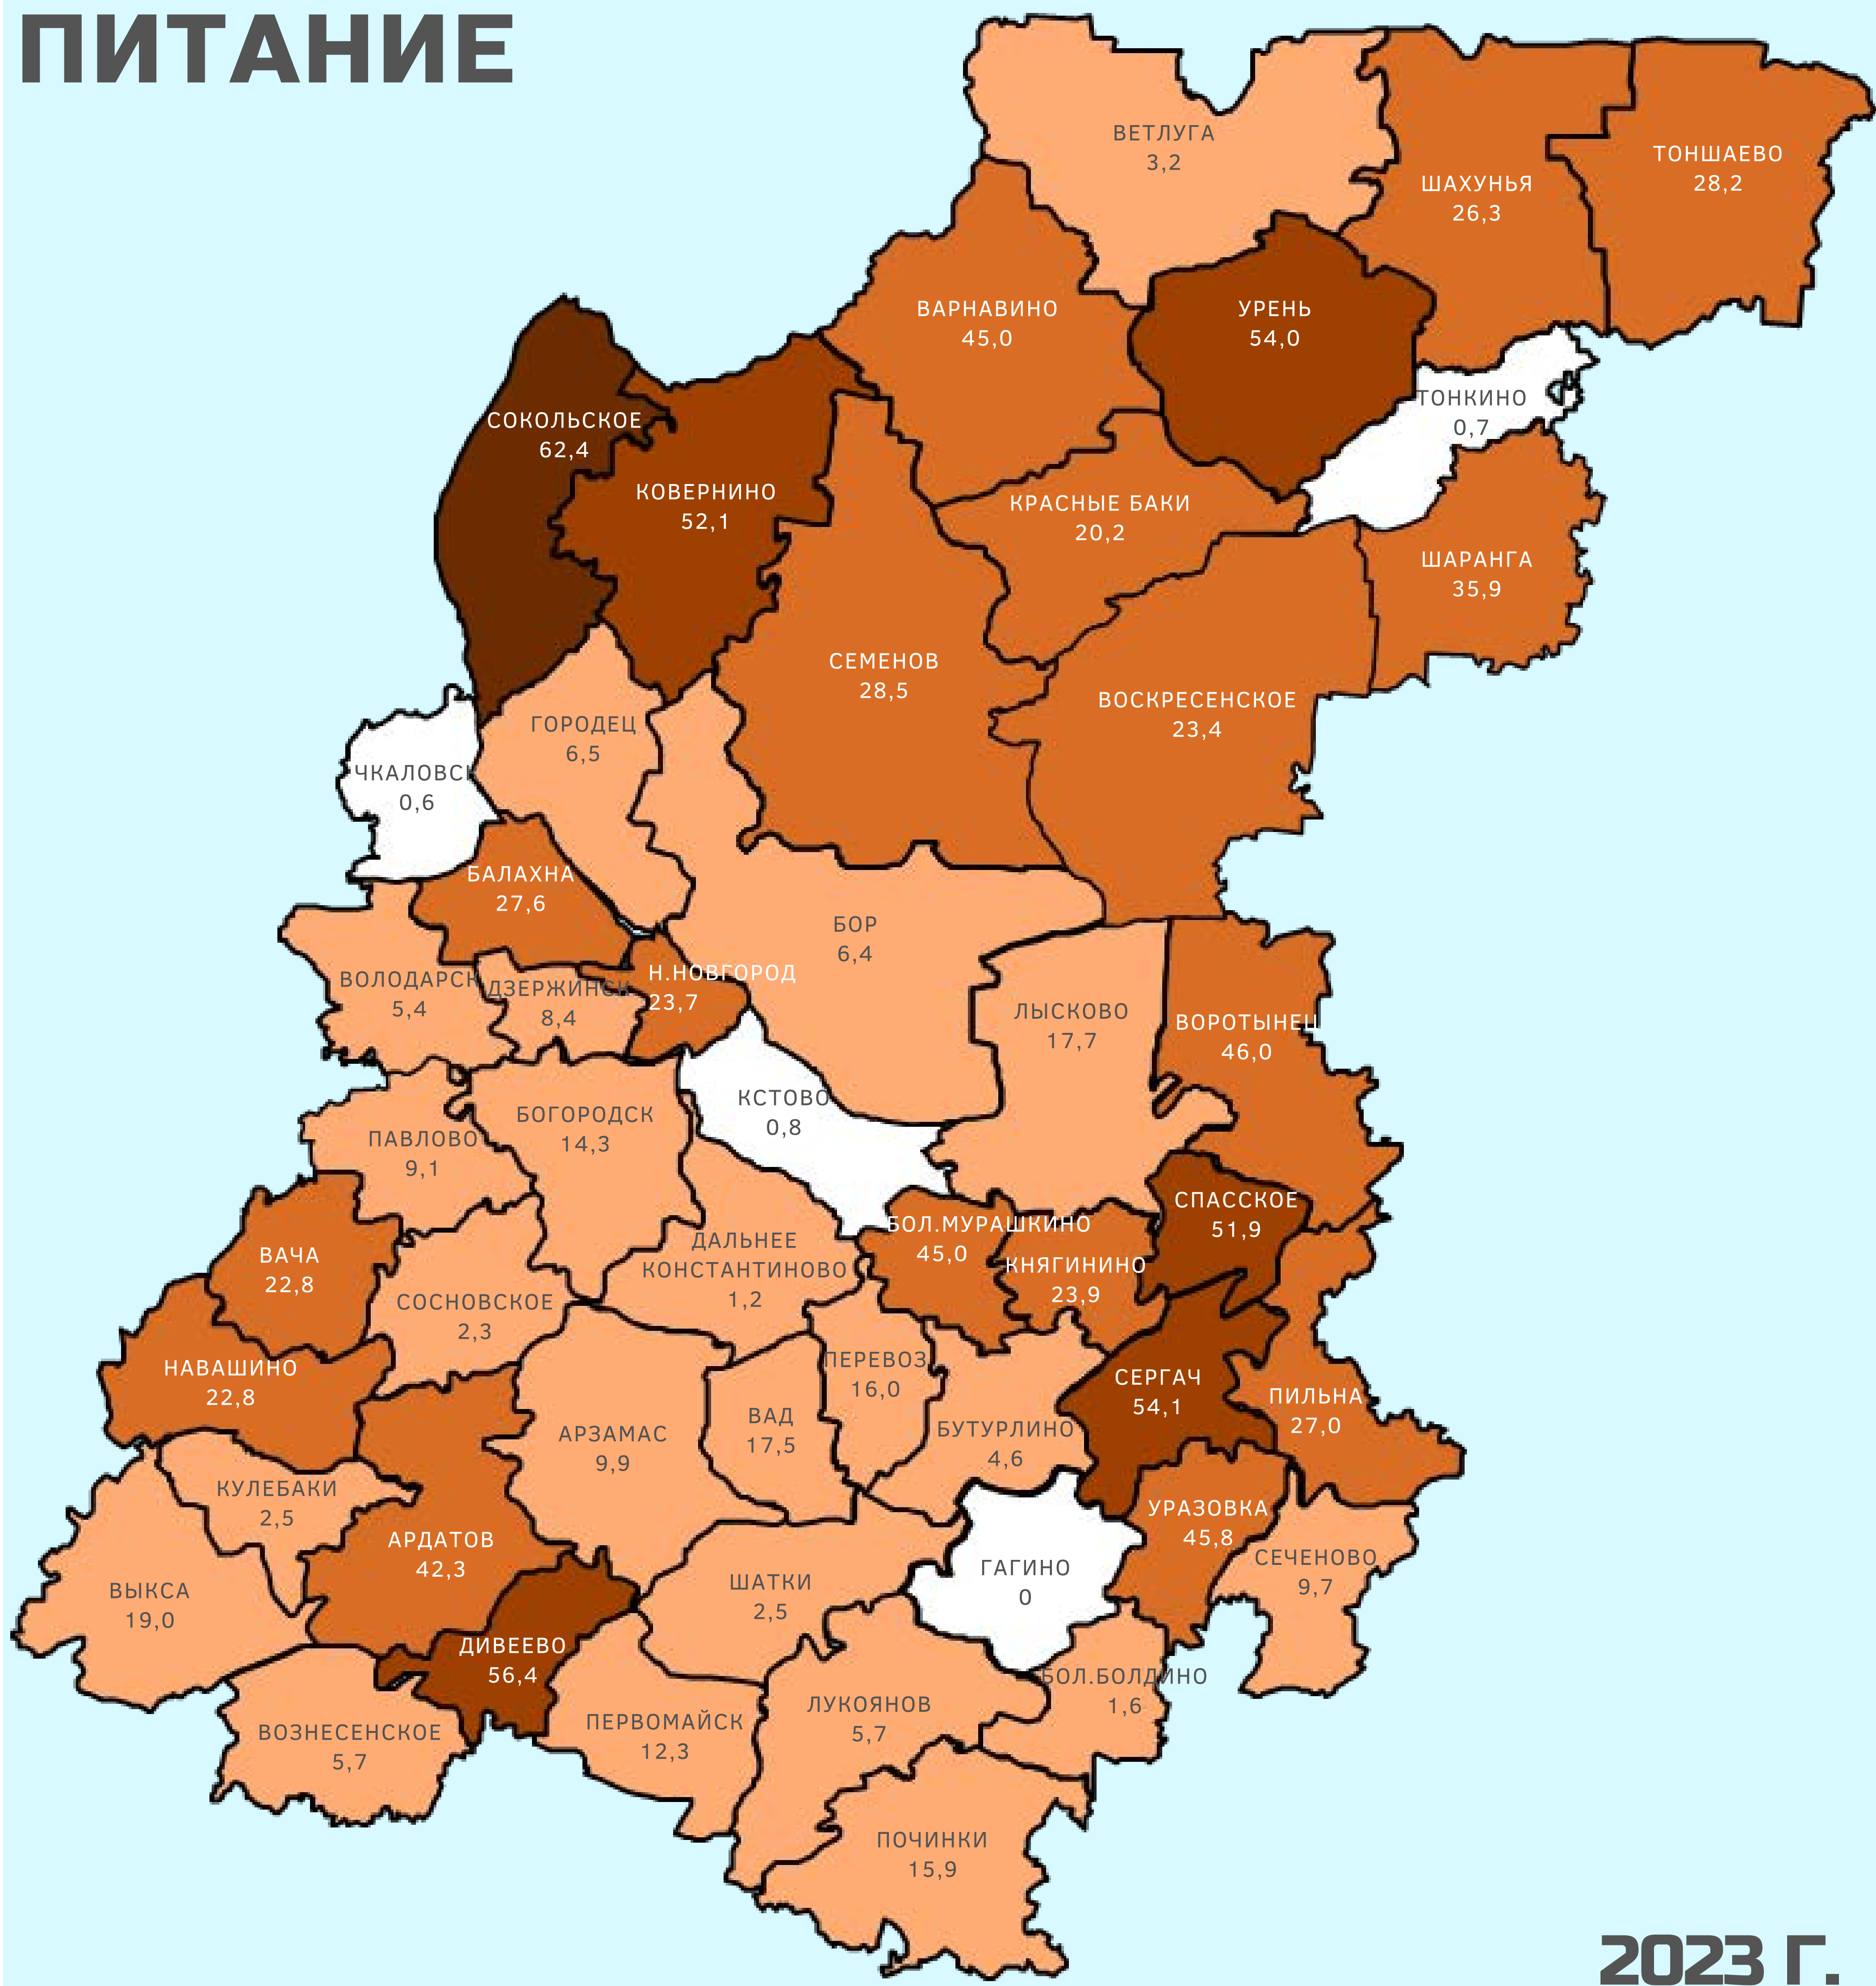 ПИТАНИЕ
ВЕТЛУГА
3,2
ТОНШАЕВО
28,2
ШАХУНЬЯ
26,3
ВАРНАВИНО
45,0
УРЕНЬ
54,0
ТОНКИНО
0,7
СОКОЛЬСКОЕ
62,4
КОВЕРНИНО
52,1
КРАСНЫЕ БАКИ
20,2
ШАРАНГА
35,9
СЕМЕНОВ
28,5
ВОСКРЕСЕНСКОЕ
23,4
ГОРОДЕЦ
6,5
ЧКАЛОВСК
0,6
БАЛАХНА
27,6
БОР
6,4
ВОЛОДАРСК
5,4
ДЗЕРЖИНСК
8,4
Н.НОВГОРОД
23,7
ЛЫСКОВО
17,7
ВОРОТЫНЕЦ
46,0
КСТОВО
0,8
БОГОРОДСК
14,3
ПАВЛОВО
9,1
СПАССКОЕ
51,9
БОЛ.МУРАШКИНО
45,0
КНЯГИНИНО
23,9
ДАЛЬНЕЕ
КОНСТАНТИНОВО
1,2
ВАЧА
22,8
СОСНОВСКОЕ
2,3
НАВАШИНО
22,8
ПЕРЕВОЗ
16,0
СЕРГАЧ
54,1
ПИЛЬНА
27,0
АРЗАМАС
9,9
ВАД
17,5
БУТУРЛИНО
4,6
КУЛЕБАКИ
2,5
УРАЗОВКА
45,8
АРДАТОВ
42,3
СЕЧЕНОВО
9,7
ГАГИНО
0
ВЫКСА
19,0
ШАТКИ
2,5
ДИВЕЕВО
56,4
БОЛ.БОЛДИНО
1,6
ЛУКОЯНОВ
5,7
ПЕРВОМАЙСК
12,3
ВОЗНЕСЕНСКОЕ
5,7
ПОЧИНКИ
15,9
2023 Г.